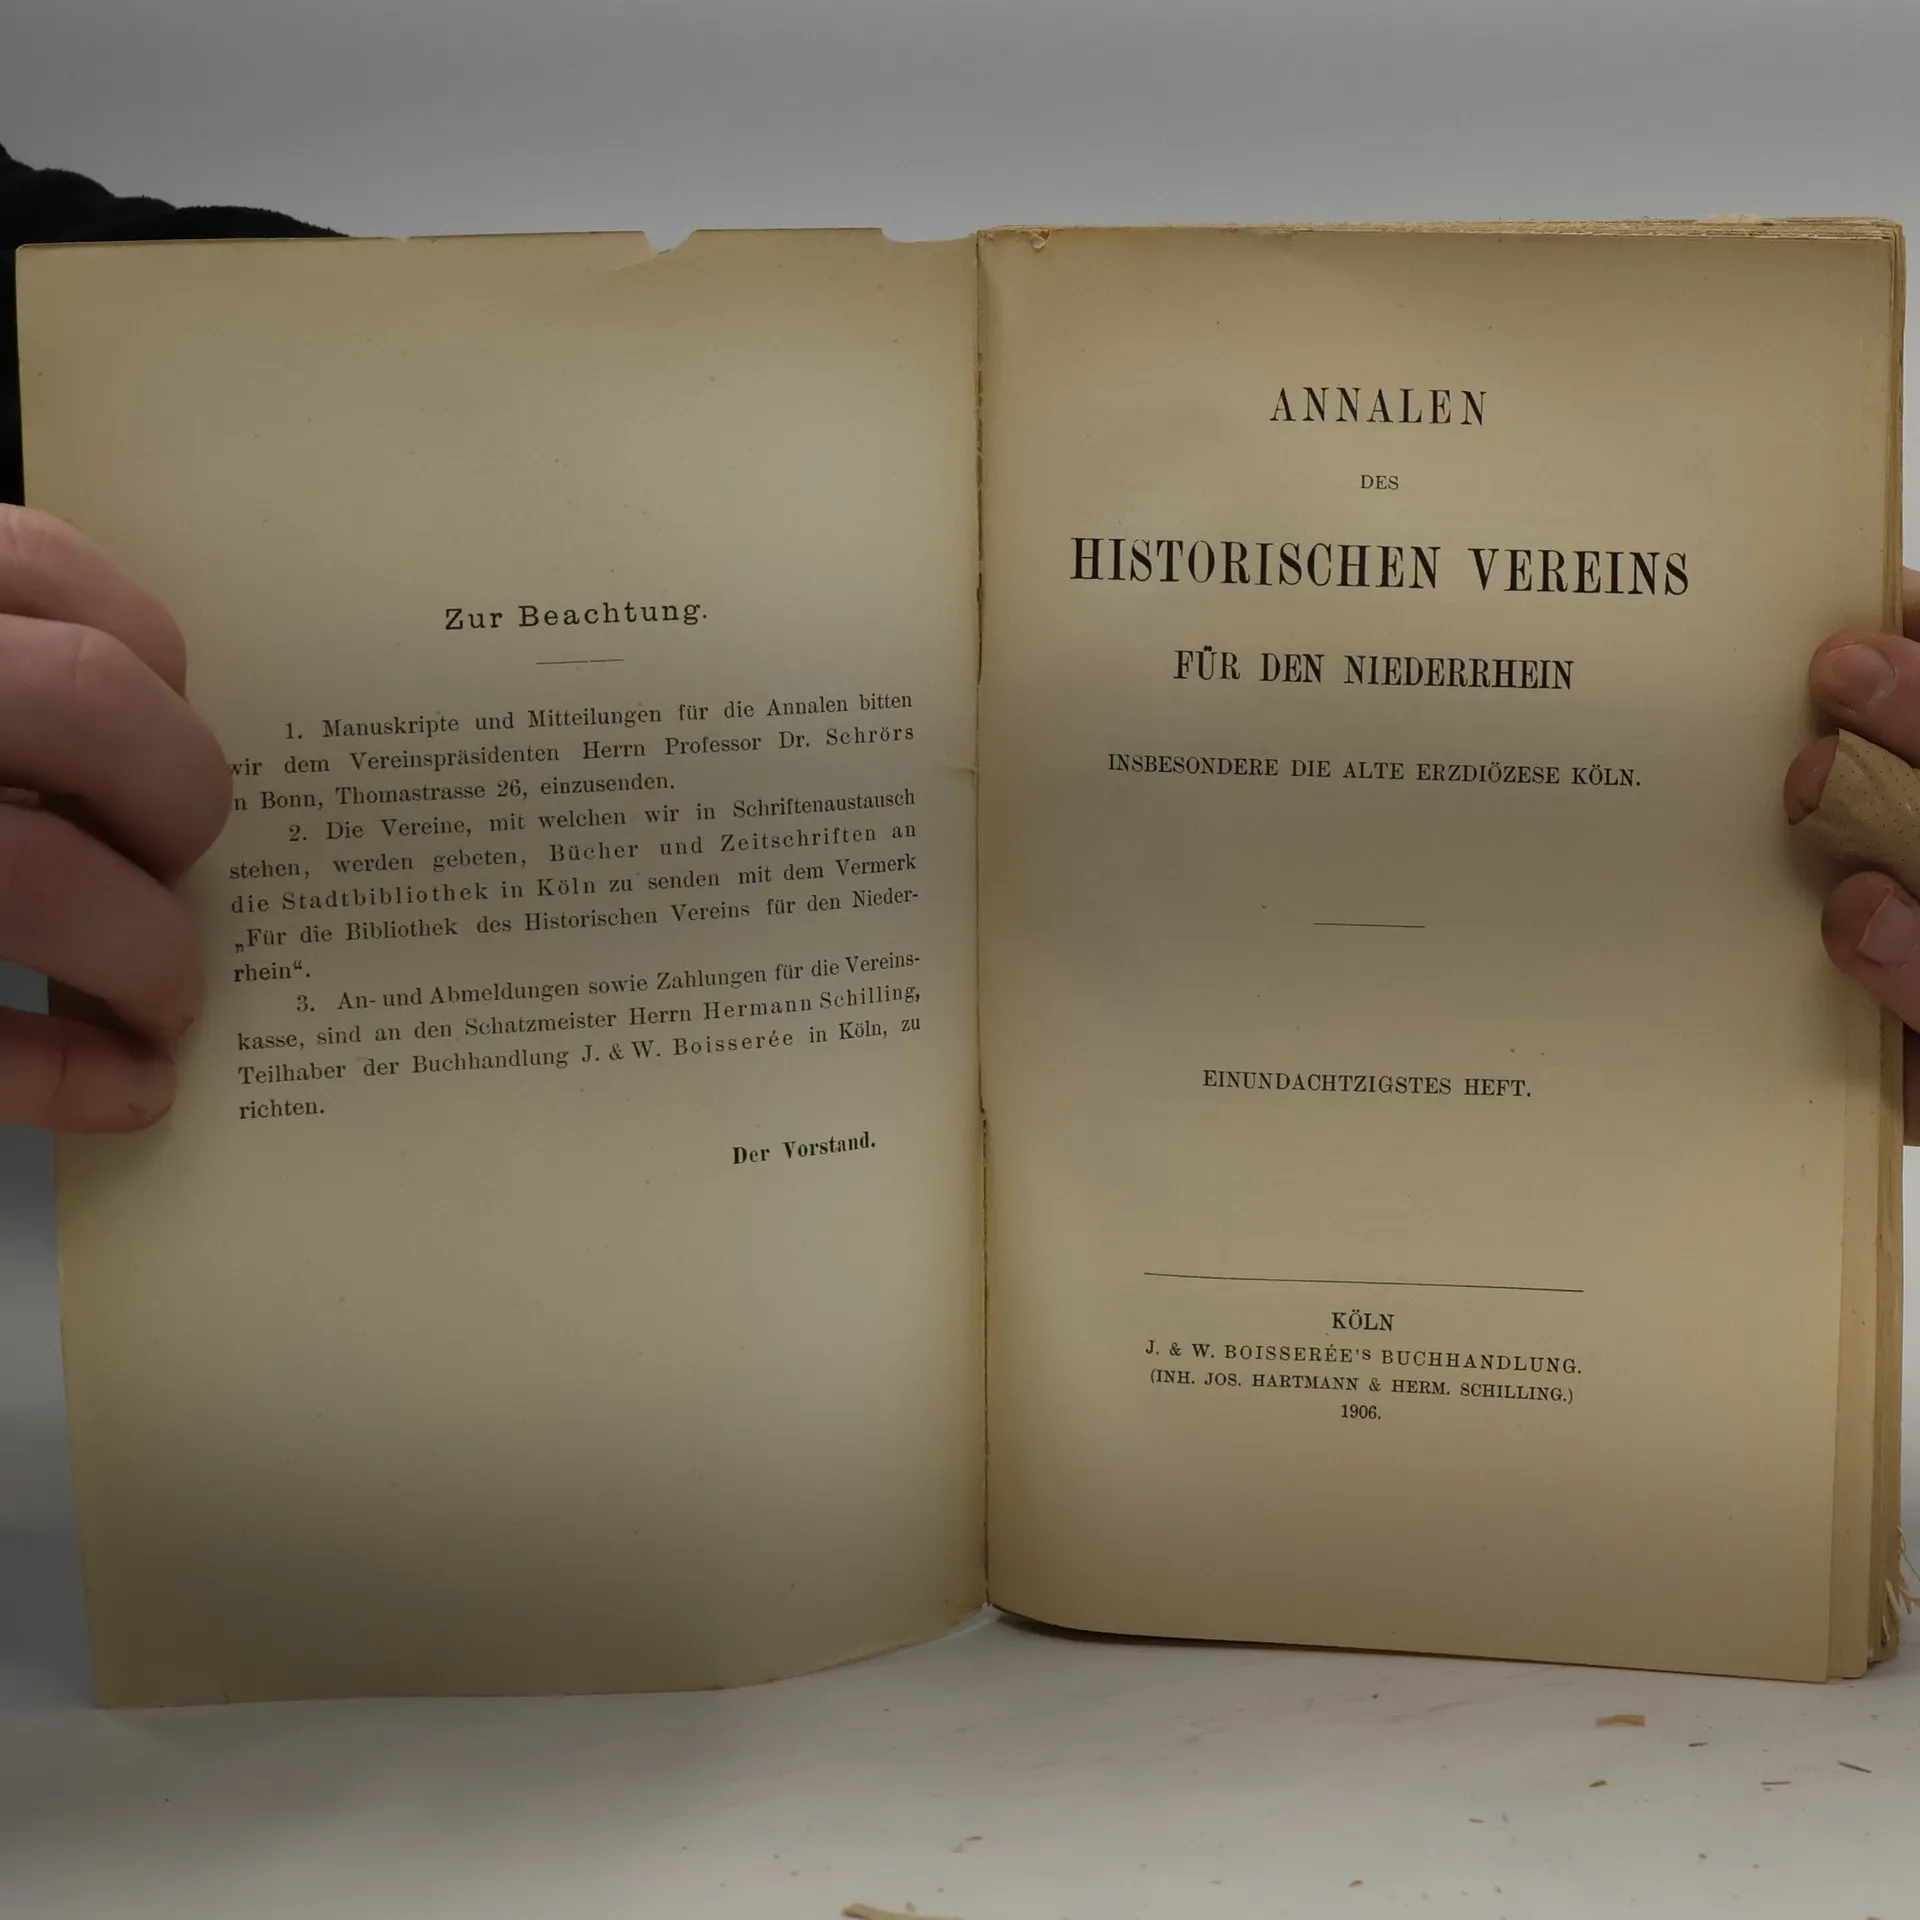 Zur Beachtung.
1. Manuskripte und Mitteilungen für die Annalen bitten
wir dem Vereinspräsidenten Herrn Professor Dr. Schrörs
n Bonn, Thomastrasse 26, einzusenden.
2. Die Vereine, mit welchen wir in Schriftenaustausch
stehen, werden gebeten, Bücher und Zeitschriften an
die Stadtbibliothek in Köln zu senden mit dem Vermerk
„Für die Bibliothek des Historischen Vereins für den Nieder-
rhein“.
3. An- und Abmeldungen sowie Zahlungen für die Vereins-
kasse, sind an den Schatzmeister Herrn Hermann Schilling,
Teilhaber der Buchhandlung J. & W. Boisserée in Köln, zu
richten.
Der Vorstand.
ANNALEN
DES
HISTORISCHEN VEREINS
FÜR DEN NIEDERRHEIN
INSBESONDERE DIE ALTE ERZDIÖZESE KÖLN.
EINUNDACHTZIGSTES HEFT.
KÖLN
J. & W. BOISSERÉE'S BUCHHANDLUNG.
(INH. JOS. HARTMANN & HERM. SCHILLING.)
1906.